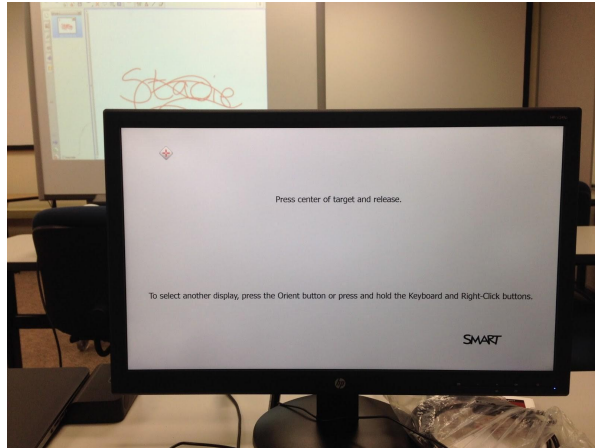 Press center of target and release.
To select another display, press the Orient button or press and hold the Keyboard and Right-Click buttons.
SMART
hp